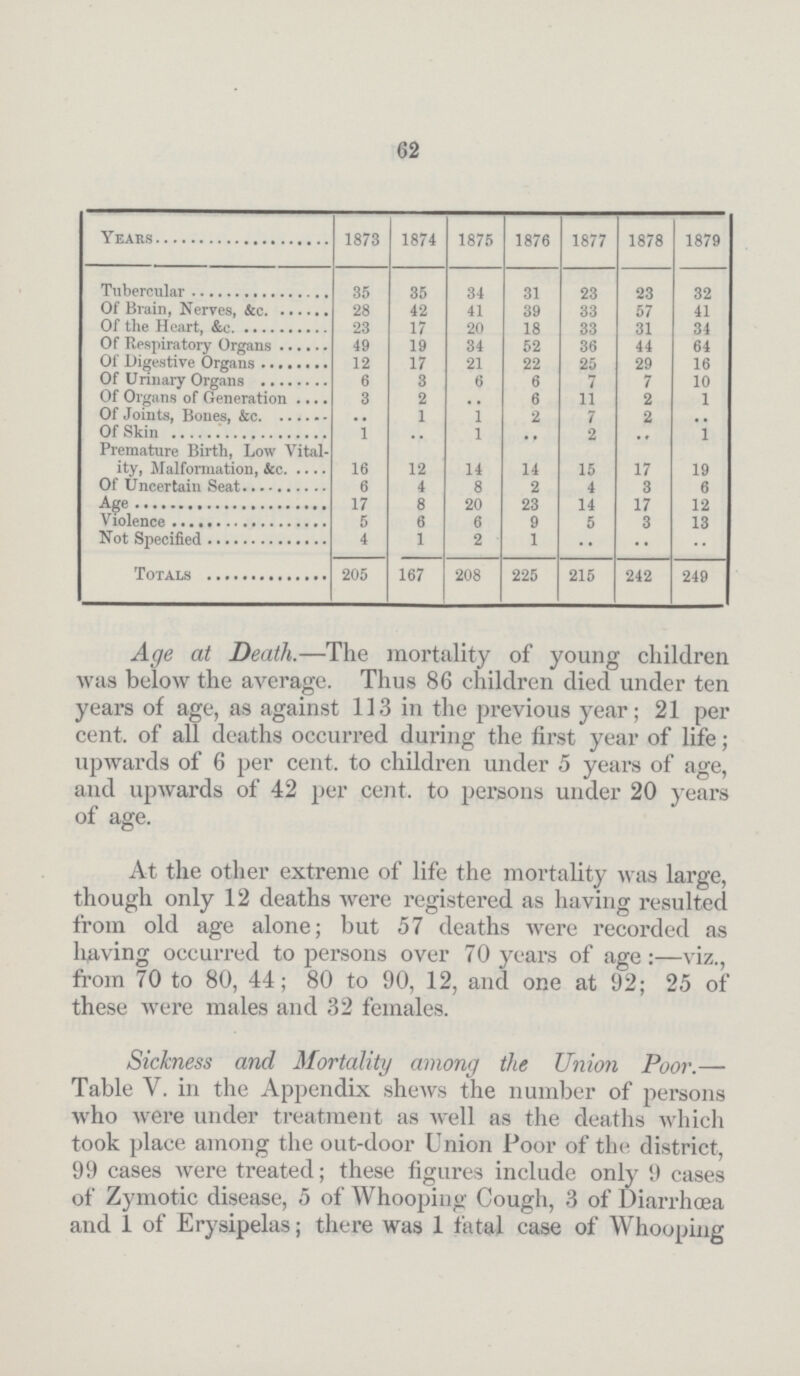 62
Years.................... 1873 1874 1875 1876 1877 1878 1879
Tubercular ................ 35 35 34 31 23 23 32
Of Brain, Nerves, &c. ...... 28 42 41 39 33 57 41
Of the Heart, &c. .......... 23 17 20 18 33 31 34
Of Respiratory Organs ...... 49 19 34 52 36 44 64
Of Digestive Organs ........ 12 17 21 22 25 29 16
Of Urinary Organs ........ 6 3 6 6 7 7 10
Of Organs of Generation .... 3 2 .. 6 11 2 1
Of Joints, Bones, &c. ...... .. 1 1 2 7 2 ..
Of Skin .................. 1 .. 1 .. 2 .. 1
Premature Birth, Low Vital-
ity, Malformation, &c. .... 16 12 14 14 15 17 19
Of Uncertain Seat.......... 6 4 8 2 4 3 6
Age ...................... 17 8 20 23 14 17 12
Violence .................. 5 6 6 9 5 3 13
Not Specified .............. 4 1 2 1 .. .. ..
Totals .............. 205 167 208 225 215 242 249
Age at Death.—The mortality of young children
was below the average. Thus 86 children died under ten
years of age, as against 113 in the previous year; 21 per
cent. of all deaths occurred during the first year of life;
upwards of 6 per cent. to children under 5 years of age,
and upwards of 42 per cent. to persons under 20 years
of age.
At the other extreme of life the mortality was large,
though only 12 deaths were registered as having resulted
from old age alone; but 57 deaths were recorded as
having occurred to persons over 70 years of age:—viz.,
from 70 to 80, 44; 80 to 90, 12, and one at 92; 25 of
these were males and 32 females.
Sickness and Mortality among the Union Poor.—
Table V. in the Appendix shews the number of persons
who were under treatment as well as the deaths which
took place among the out-door Union Poor of the district,
99 cases were treated; these figures include only 9 cases
of Zymotic disease, 5 of Whooping Cough, 3 of Diarrhœa
and 1 of Erysipelas; there was 1 fatal case of Whooping